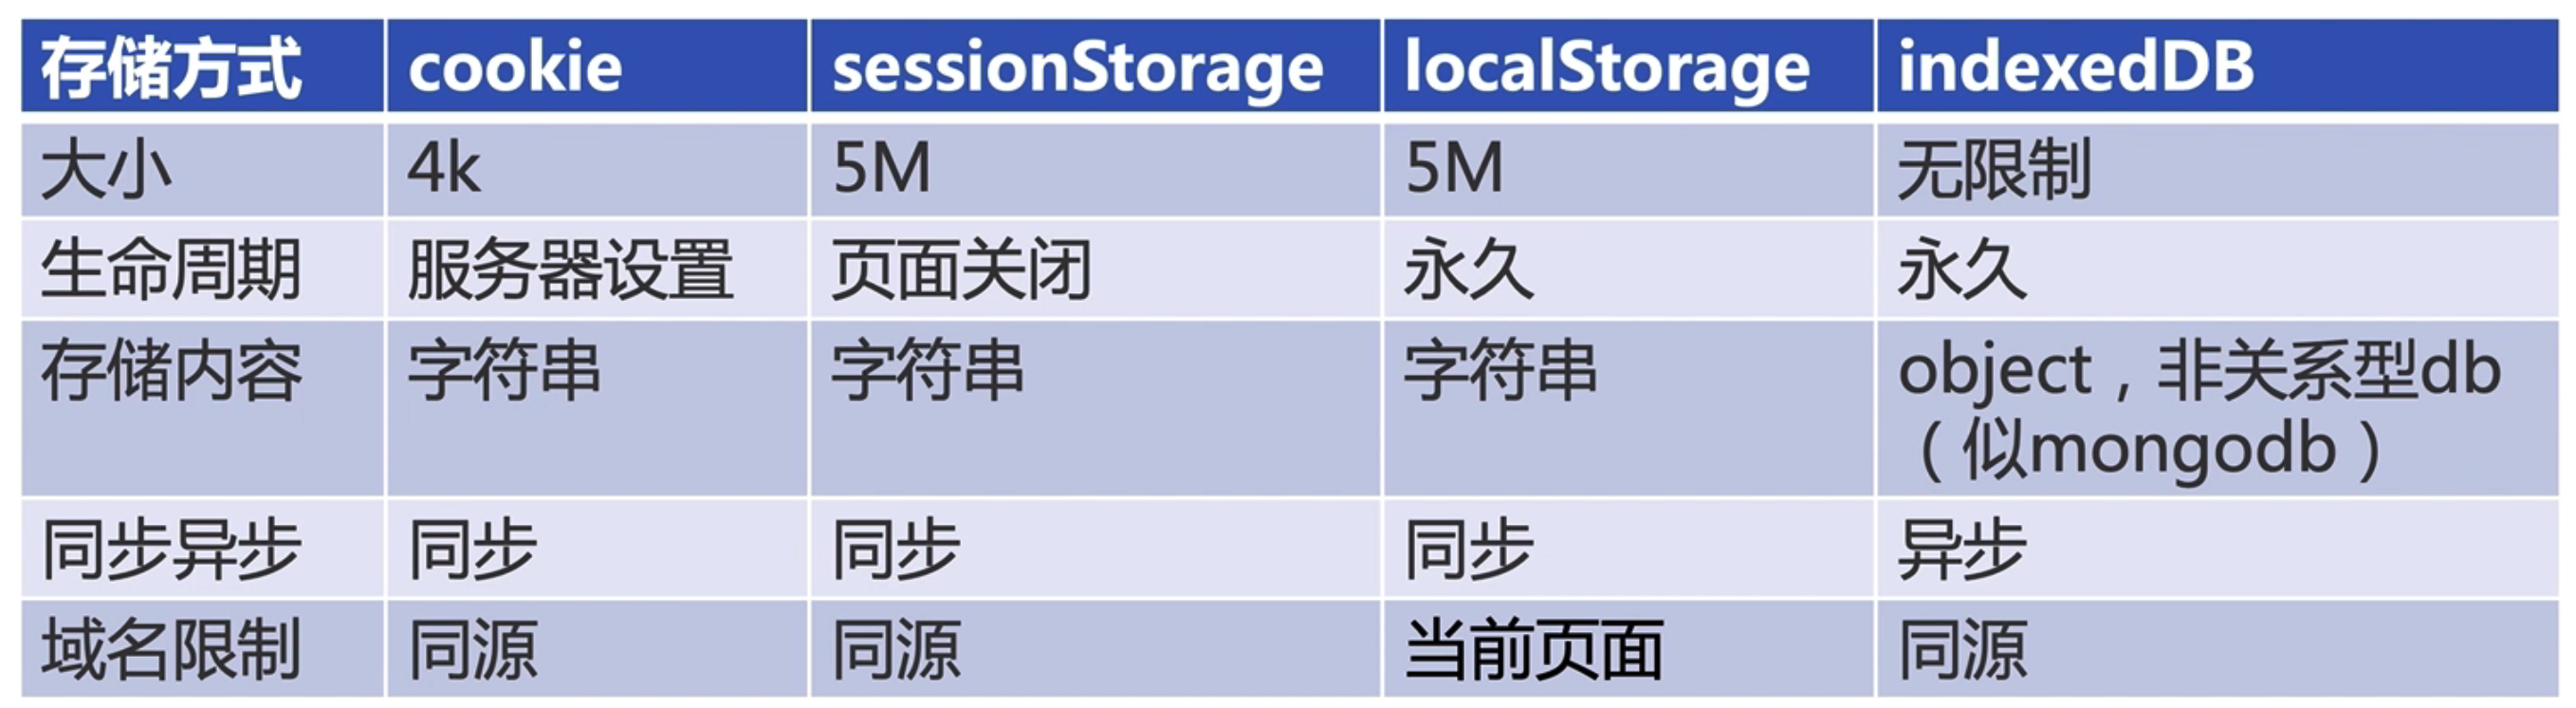 存储方式 cookie sessionStorage localStorage indexedDB
大小 4k 5M 5M 无限制
生命周期 服务器设置 页面关闭 永久 永久
存储内容 字符串 字符串 字符串 object，非关系型db
（似mongodb）
同步异步 同步 同步 同步 异步
域名限制 同源 同源 当前页面 同源